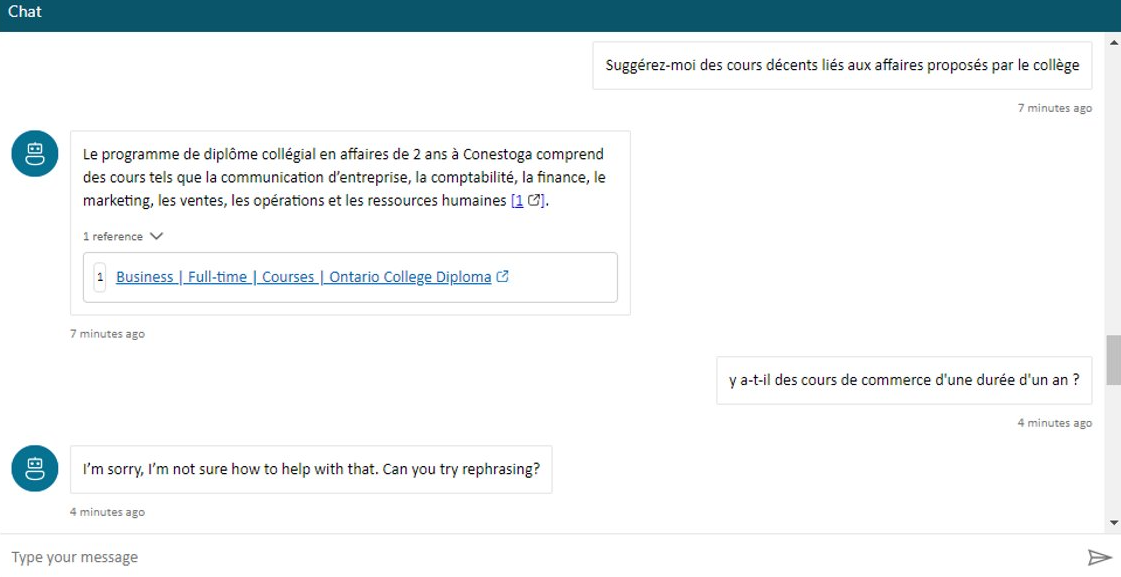 Chat
Suggérez-moi des cours décents liés aux affaires proposés par le collège
7 minutes ago
Le programme de diplôme collégial en affaires de 2 ans à Conestoga comprend
des cours tels que la communication d’entreprise, la comptabilité, la finance, le
marketing, les ventes, les opérations et les ressources humaines [1].
1 reference
1 Business | Full-time | Courses | Ontario College Diploma
7 minutes ago
y a-t-il des cours de commerce d'une durée d'un an ?
4 minutes ago
I’m sorry, I’m not sure how to help with that. Can you try rephrasing?
4 minutes ago
Type your message